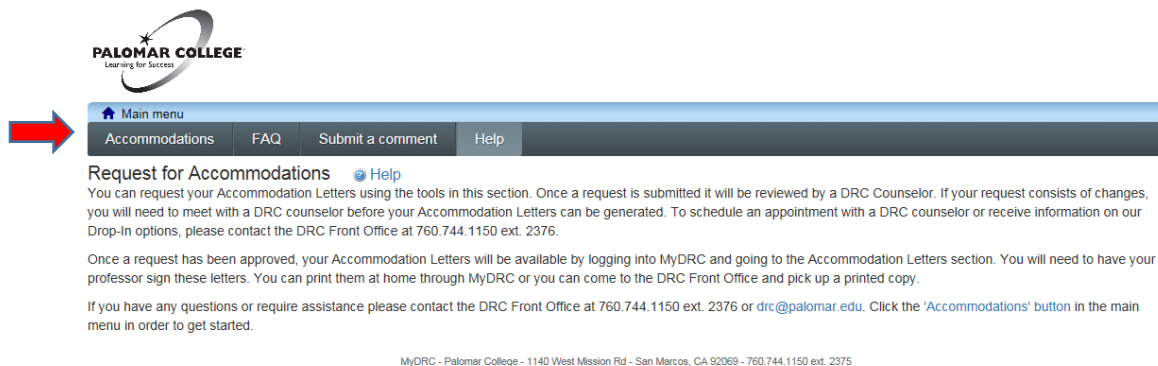 PALOMAR COLLEGE
Learning for Success
Main menu
Accommodations FAQ Submit a comment Help
Request for Accommodations Help
You can request your Accommodation Letters using the tools in this section. Once a request is submitted it will be reviewed by a DRC Counselor. If your request consists of changes,
you will need to meet with a DRC counselor before your Accommodation Letters can be generated. To schedule an appointment with a DRC counselor or receive information on our
Drop-In options, please contact the DRC Front Office at 760.744.1150 ext. 2376.
Once a request has been approved, your Accommodation Letters will be available by logging into MyDRC and going to the Accommodation Letters section. You will need to have your
professor sign these letters. You can print them at home through MyDRC or you can come to the DRC Front Office and pick up a printed copy.
If you have any questions or require assistance please contact the DRC Front Office at 760.744.1150 ext. 2376 or drc@palomar.edu. Click the 'Accommodations' button in the main
menu in order to get started.
MyDRC - Palomar College - 1140 West Mission Rd - San Marcos, CA 92069 - 760.744.1150 ext. 2375